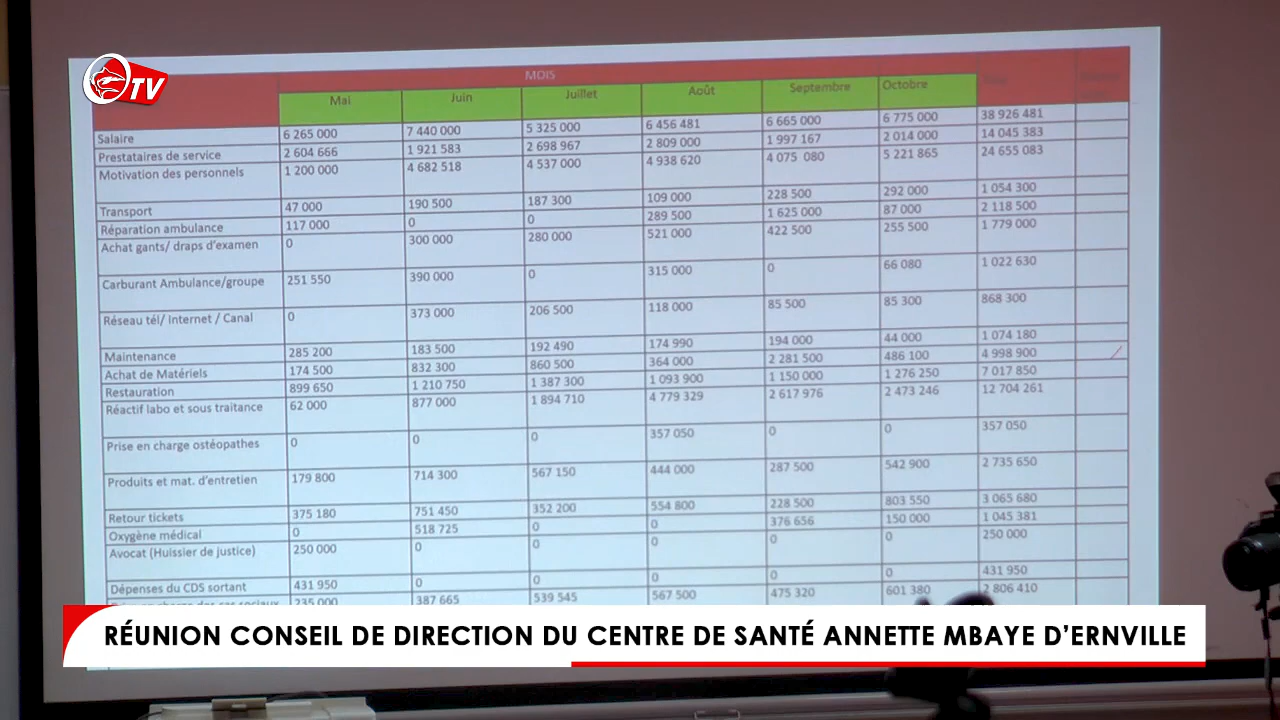 TV
MOIS
Mai Juin Juillet Août Septembre Octobre
Salaire 6 265 000 7 440 000 5 325 000 6 456 481 6 665 000 6 775 000 38 926 481
Prestataires de service 2 604 666 1 921 583 2 698 967 2 809 000 1 997 167 2 014 000 14 045 383
Motivation des personnels 1 200 000 4 682 518 4 537 000 4 938 620 4 075 080 5 221 865 24 655 083
Transport 47 000 190 500 187 300 109 000 228 500 292 000 1 054 300
Réparation ambulance 117 000 0 0 289 500 1 625 000 87 000 2 118 500
Achat gants/ draps d'examen 0 300 000 280 000 521 000 422 500 255 500 1 779 000
Carburant Ambulance/groupe 251 550 390 000 0 315 000 0 66 080 1 022 630
Réseau tél/ Internet / Canal 0 373 000 206 500 118 000 85 500 85 300 868 300
Maintenance 285 200 183 500 192 490 174 990 194 000 44 000 1 074 180
Achat de Matériels 174 500 832 300 860 500 364 000 2 281 500 486 100 4 998 900
Restauration 899 650 1 210 750 1 387 300 1 093 900 1 150 000 1 276 250 7 017 850
Réactif labo et sous traitance 62 000 877 000 1 894 710 4 779 329 2 617 976 2 473 246 12 704 261
Prise en charge ostéopathes 0 0 0 357 050 0 0 357 050
Produits et mat. d'entretien 179 800 714 300 567 150 444 000 287 500 542 900 2 735 650
Retour tickets 375 180 751 450 352 200 554 800 228 500 803 550 3 065 680
Oxygène médical 0 518 725 0 0 376 656 150 000 1 045 381
Avocat (Huissier de justice) 250 000 0 0 0 0 0 250 000
Dépenses du CDS sortant 431 950 0 0 0 0 0 431 950
235 000 387 665 539 545 567 500 475 320 601 380 2 806 410
RÉUNION CONSEIL DE DIRECTION DU CENTRE DE SANTÉ ANNETTE MBAYE D'ERNVILLE